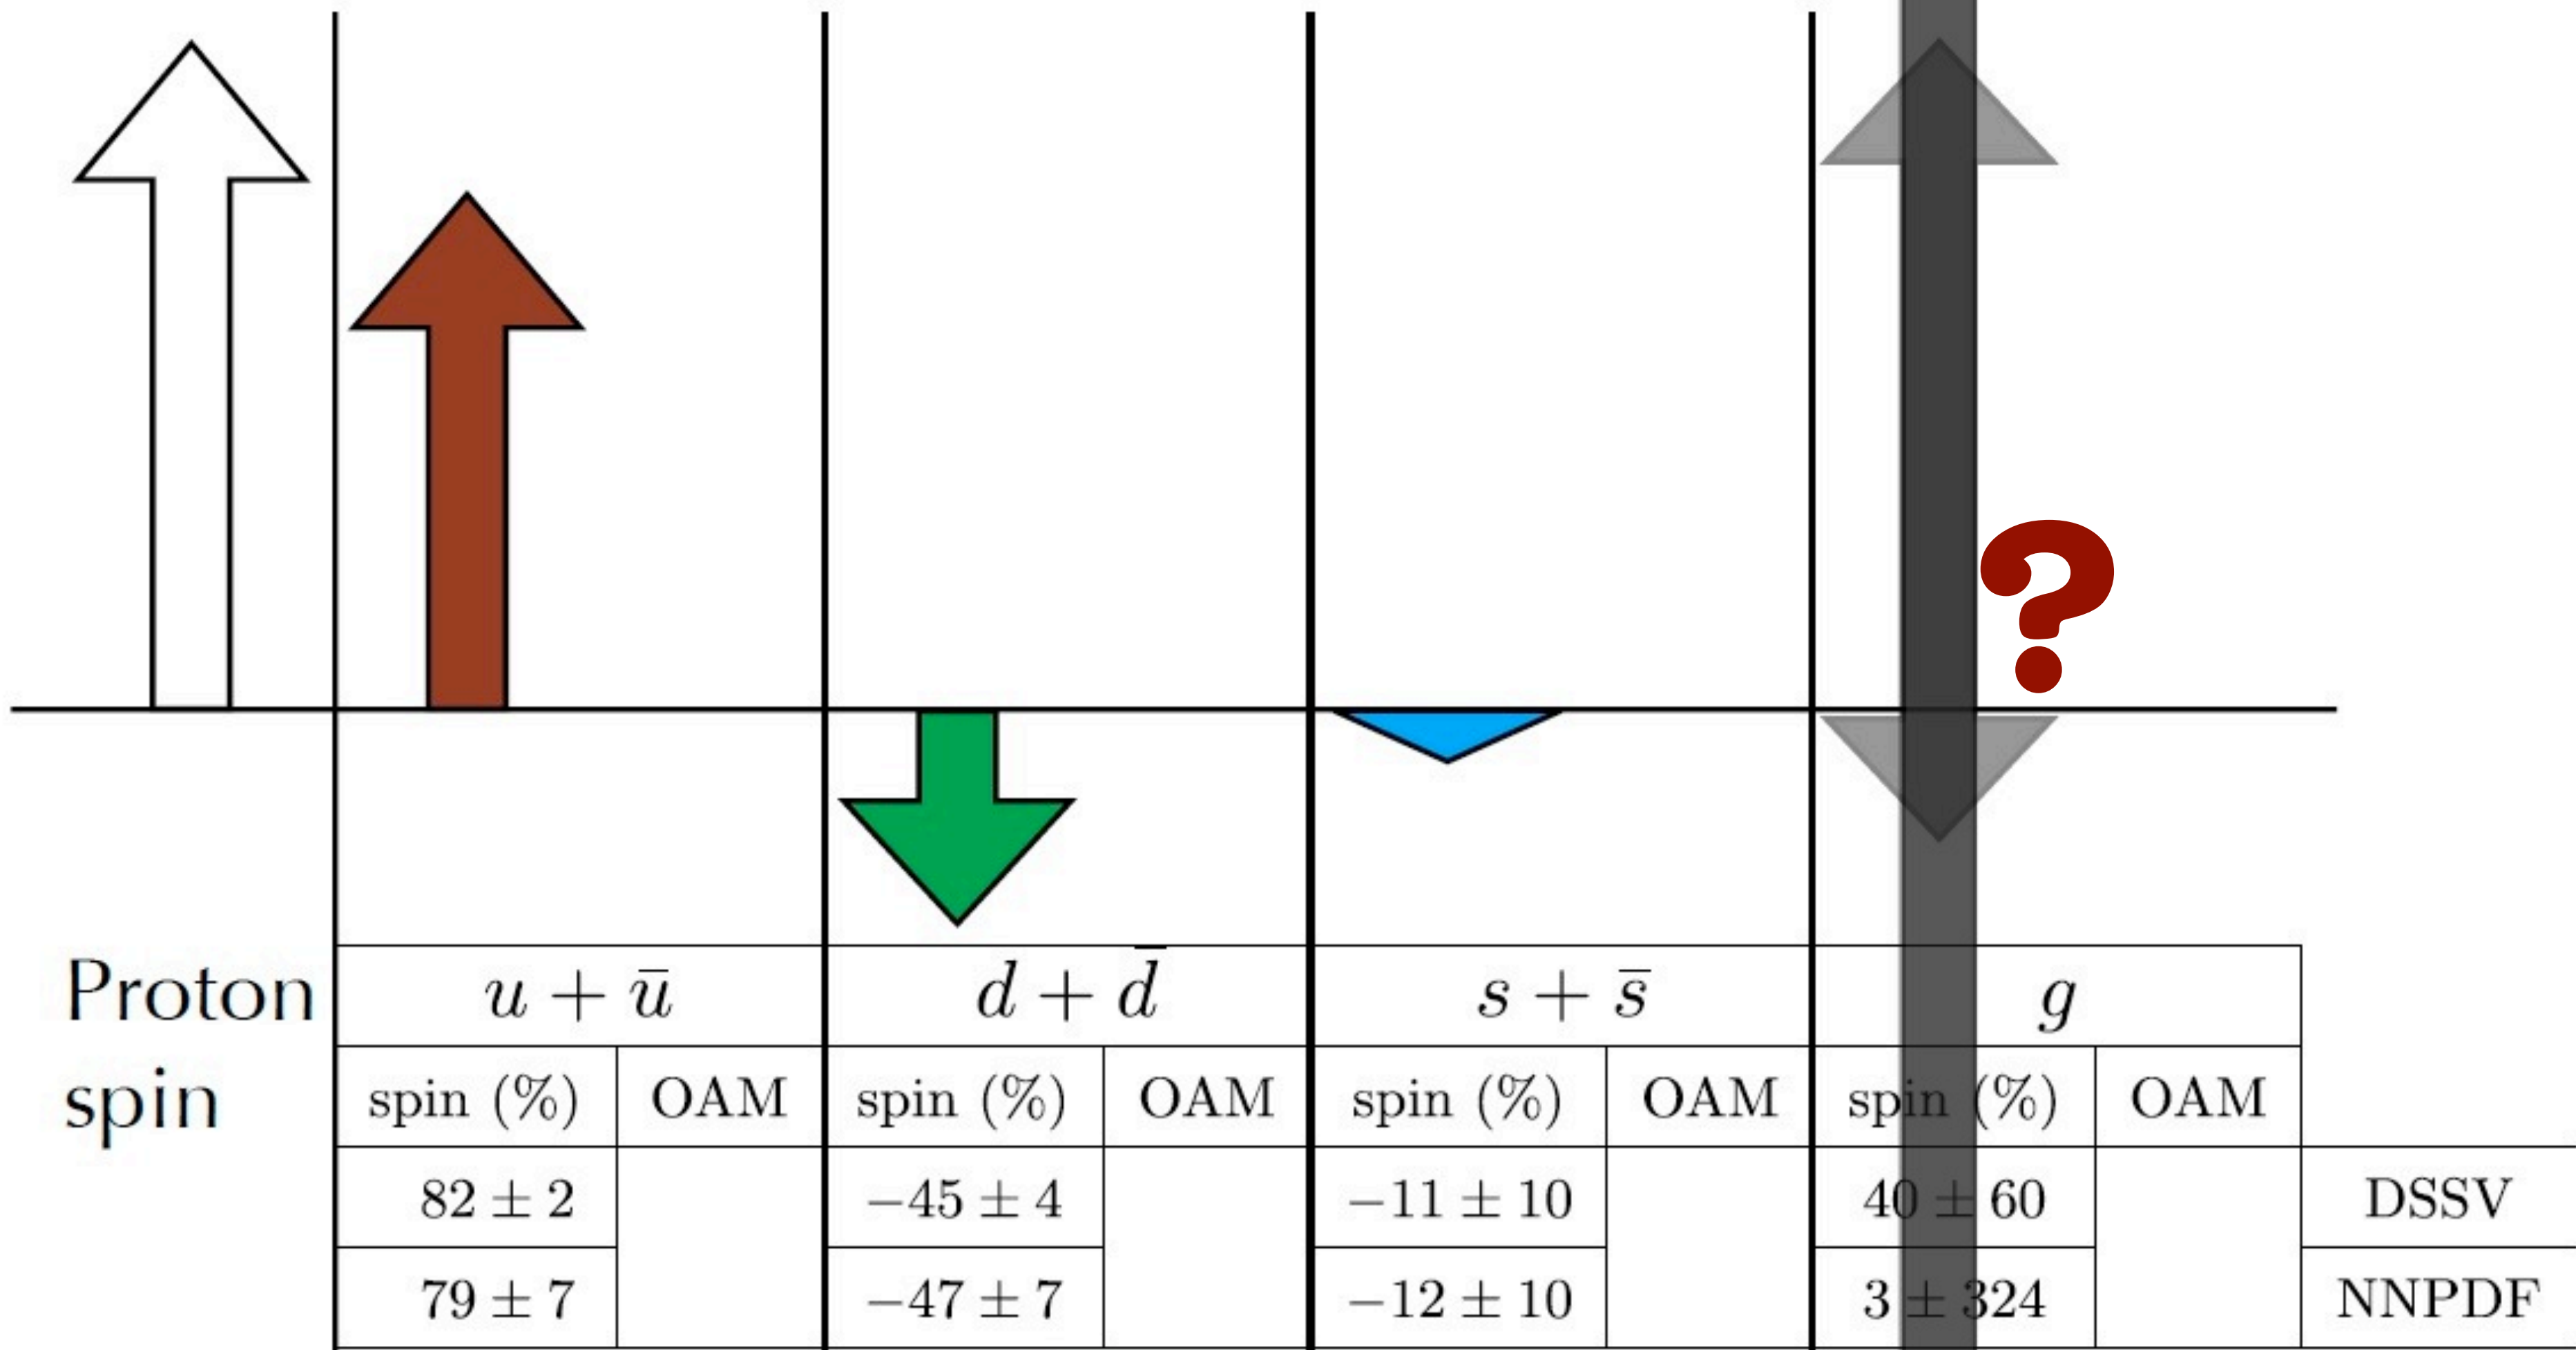 ?
Proton
spin
u + ū d + d̄ s + s̄ g
spin (%) OAM spin (%) OAM spin (%) OAM spin (%) OAM
82 ± 2 −45 ± 4 −11 ± 10 40 ± 60 DSSV
79 ± 7 −47 ± 7 −12 ± 10 3 ± 324 NNPDF